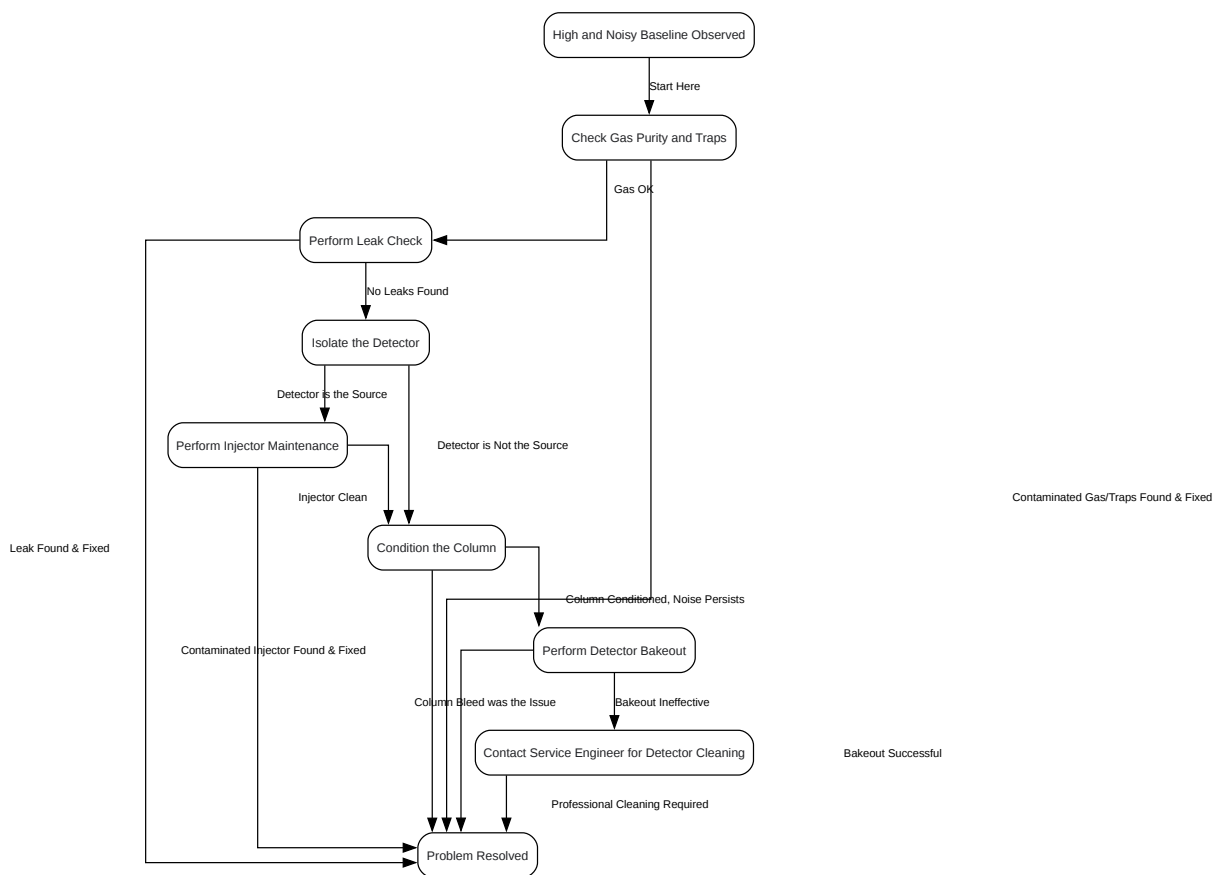 High and Noisy Baseline Observed
Start Here
Check Gas Purity and Traps
Gas OK
Perform Leak Check
No Leaks Found
Isolate the Detector
Detector is the Source
Perform Injector Maintenance
Detector is Not the Source
Injector Clean
Contaminated Gas/Traps Found & Fixed
Leak Found & Fixed
Condition the Column
Column Conditioned, Noise Persists
Contaminated Injector Found & Fixed
Perform Detector Bakeout
Column Bleed was the Issue
Bakeout Ineffective
Contact Service Engineer for Detector Cleaning
Bakeout Successful
Professional Cleaning Required
Problem Resolved